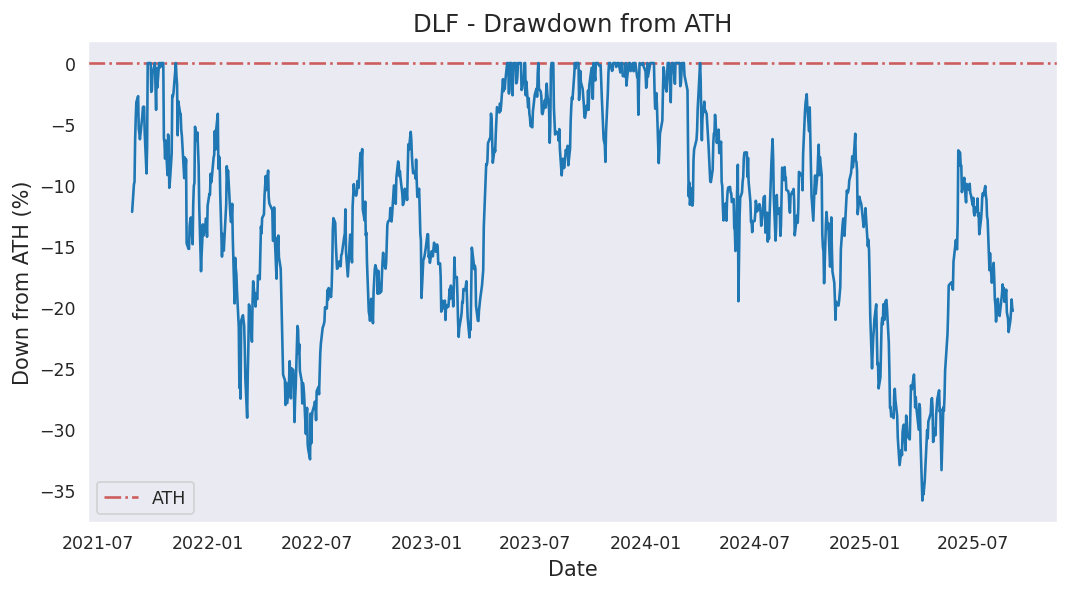 DLF - Drawdown from ATH
Down from ATH (%)
0
−5
−10
−15
−20
−25
−30
−35
ATH
2021-07 2022-01 2022-07 2023-01 2023-07 2024-01 2024-07 2025-01 2025-07
Date